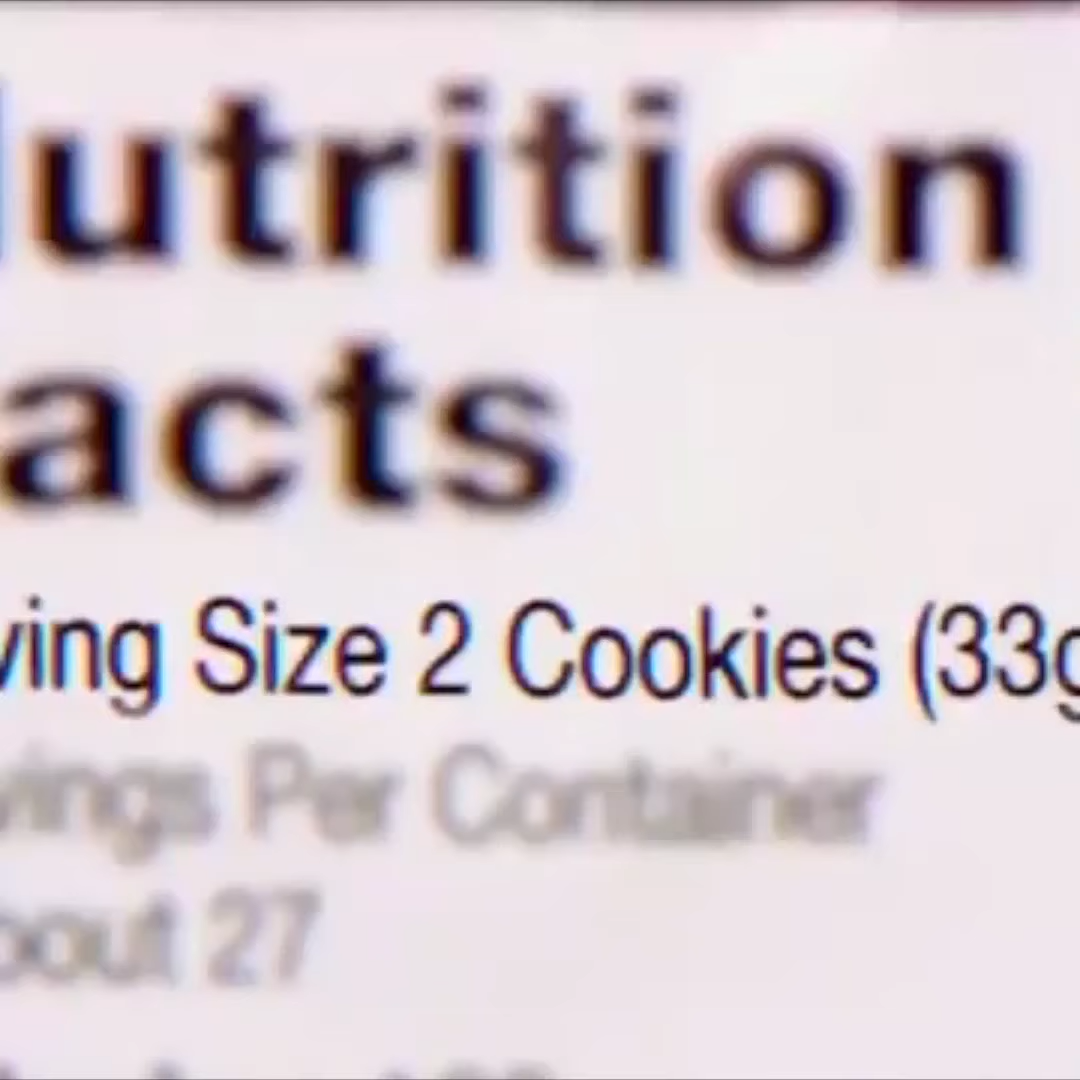 utrition
acts
ving Size 2 Cookies (33g
vings Per Container
bout 27